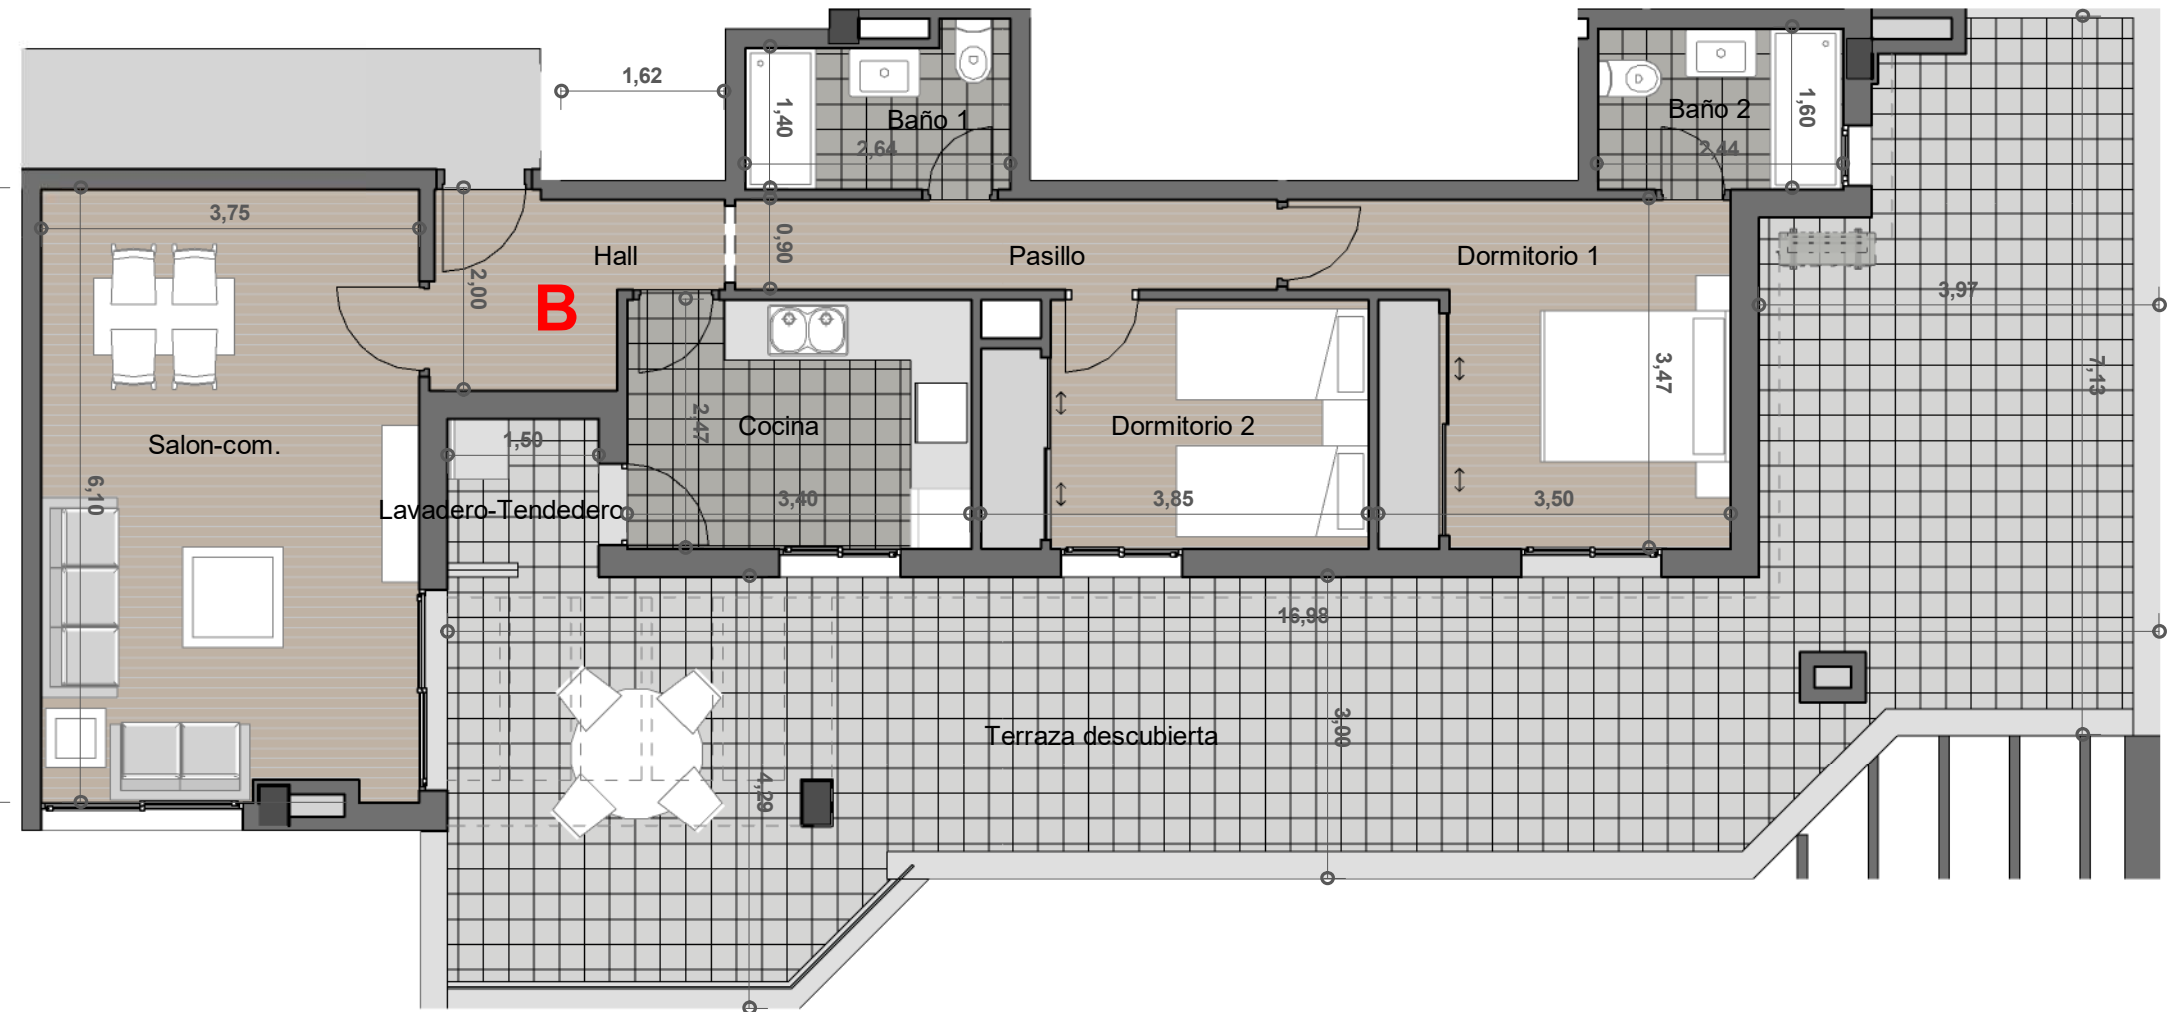 1,62
1,40
Baño 1
2,64
Baño 2
1,60
2,44
3,75
Hall
2,00
B
0,90
Pasillo
Dormitorio 1
3,97
7,13
3,47
Salon-com.
1,50
2,47
Cocina
Dormitorio 2
6,10
Lavadero-Tendedero
3,40
3,85
3,50
16,98
Terraza descubierta
3,00
4,29